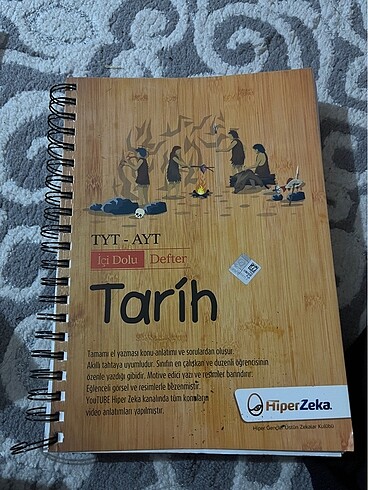 TYT - AYT
İçi Dolu Defter
Tarih
Tamamı el yazması konu anlatımı ve sorulardan oluşur.
Akıllı tahtaya uyumludur. Sınıfın en çalışkan ve düzenli öğrencisinin
özenle yazdığı gibidir. Motive edici yazı ve resimler barındırır.
Eğlenceli görsel ve resimlerle bezenmiştir.
YouTUBE Hiper Zeka kanalında tüm konuların
video anlatımları yapılmıştır.
HiperZeka.
Hiper Gençler Üstün Zekalar Kulübü